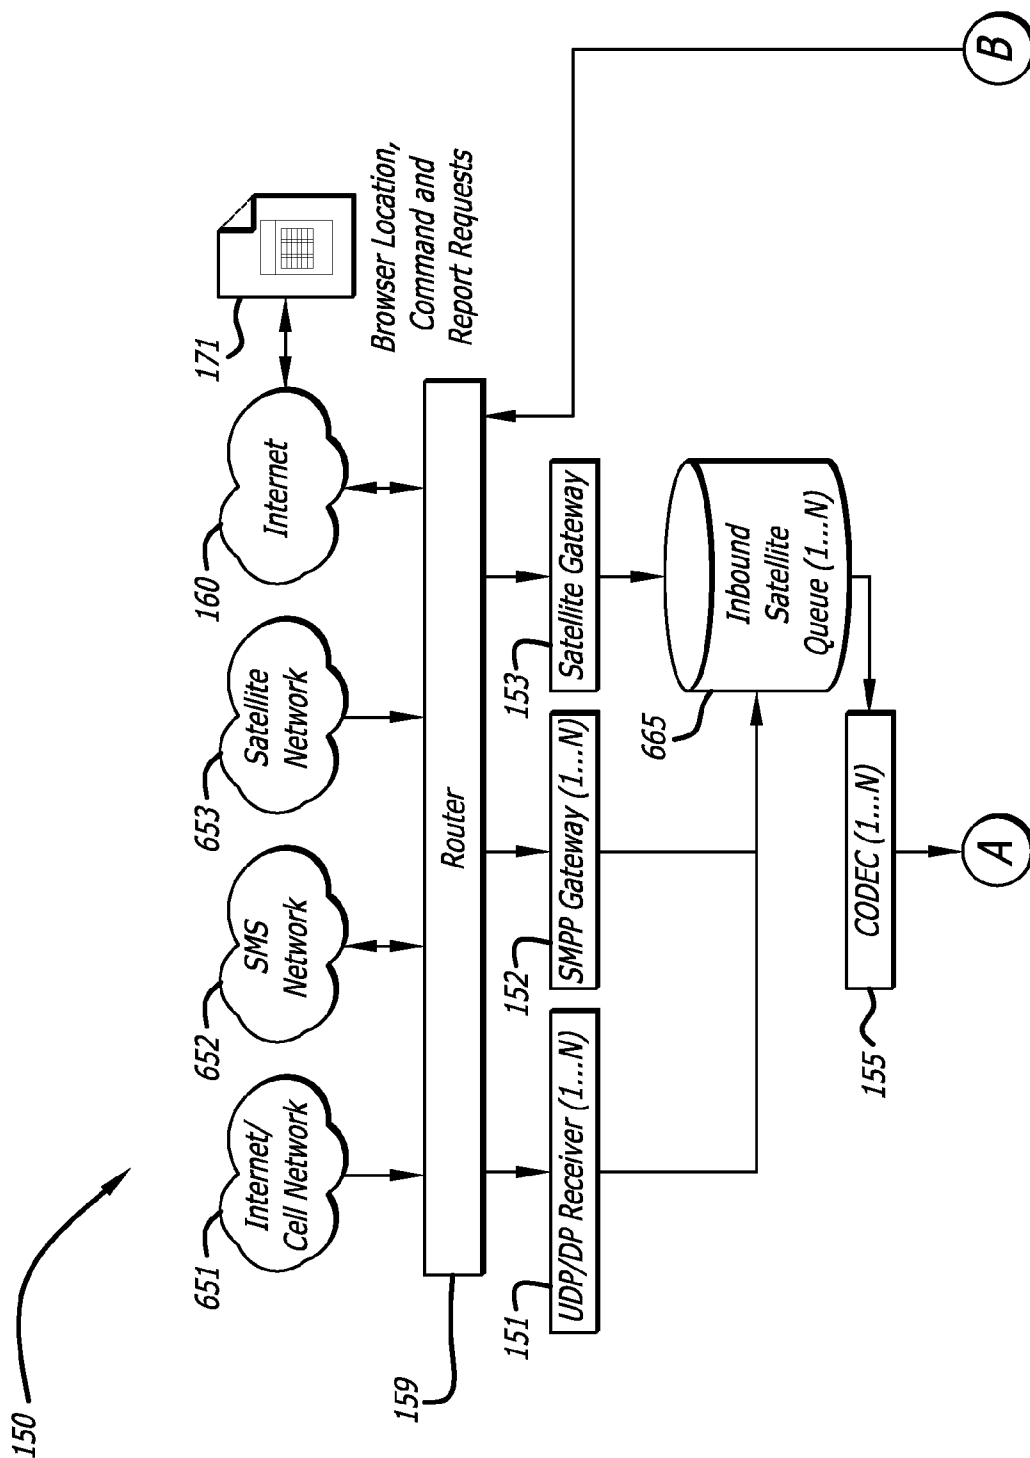 150
651
Internet/
Cell Network
652
SMS
Network
653
Satellite
Network
160
Internet
171
Browser Location,
Command and
Report Requests
159
Router
151
UDP/DP Receiver (1...N)
152
SMPP Gateway (1...N)
153
Satellite Gateway
665
Inbound
Satellite
Queue (1...N)
155
CODEC (1...N)
A
B